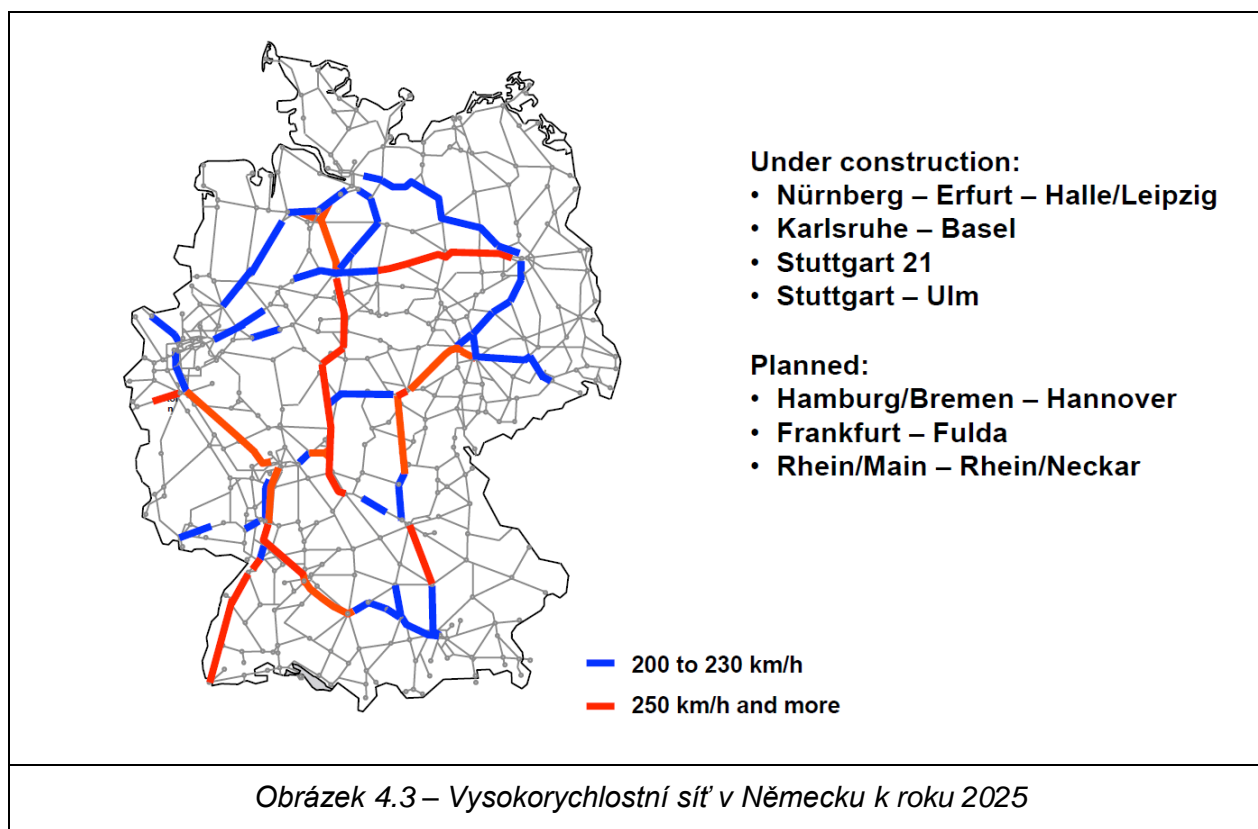 Under construction:
• Nürnberg – Erfurt – Halle/Leipzig
• Karlsruhe – Basel
• Stuttgart 21
• Stuttgart – Ulm
Planned:
• Hamburg/Bremen – Hannover
• Frankfurt – Fulda
• Rhein/Main – Rhein/Neckar
200 to 230 km/h
250 km/h and more
Obrázek 4.3 – Vysokorychlostní síť v Německu k roku 2025